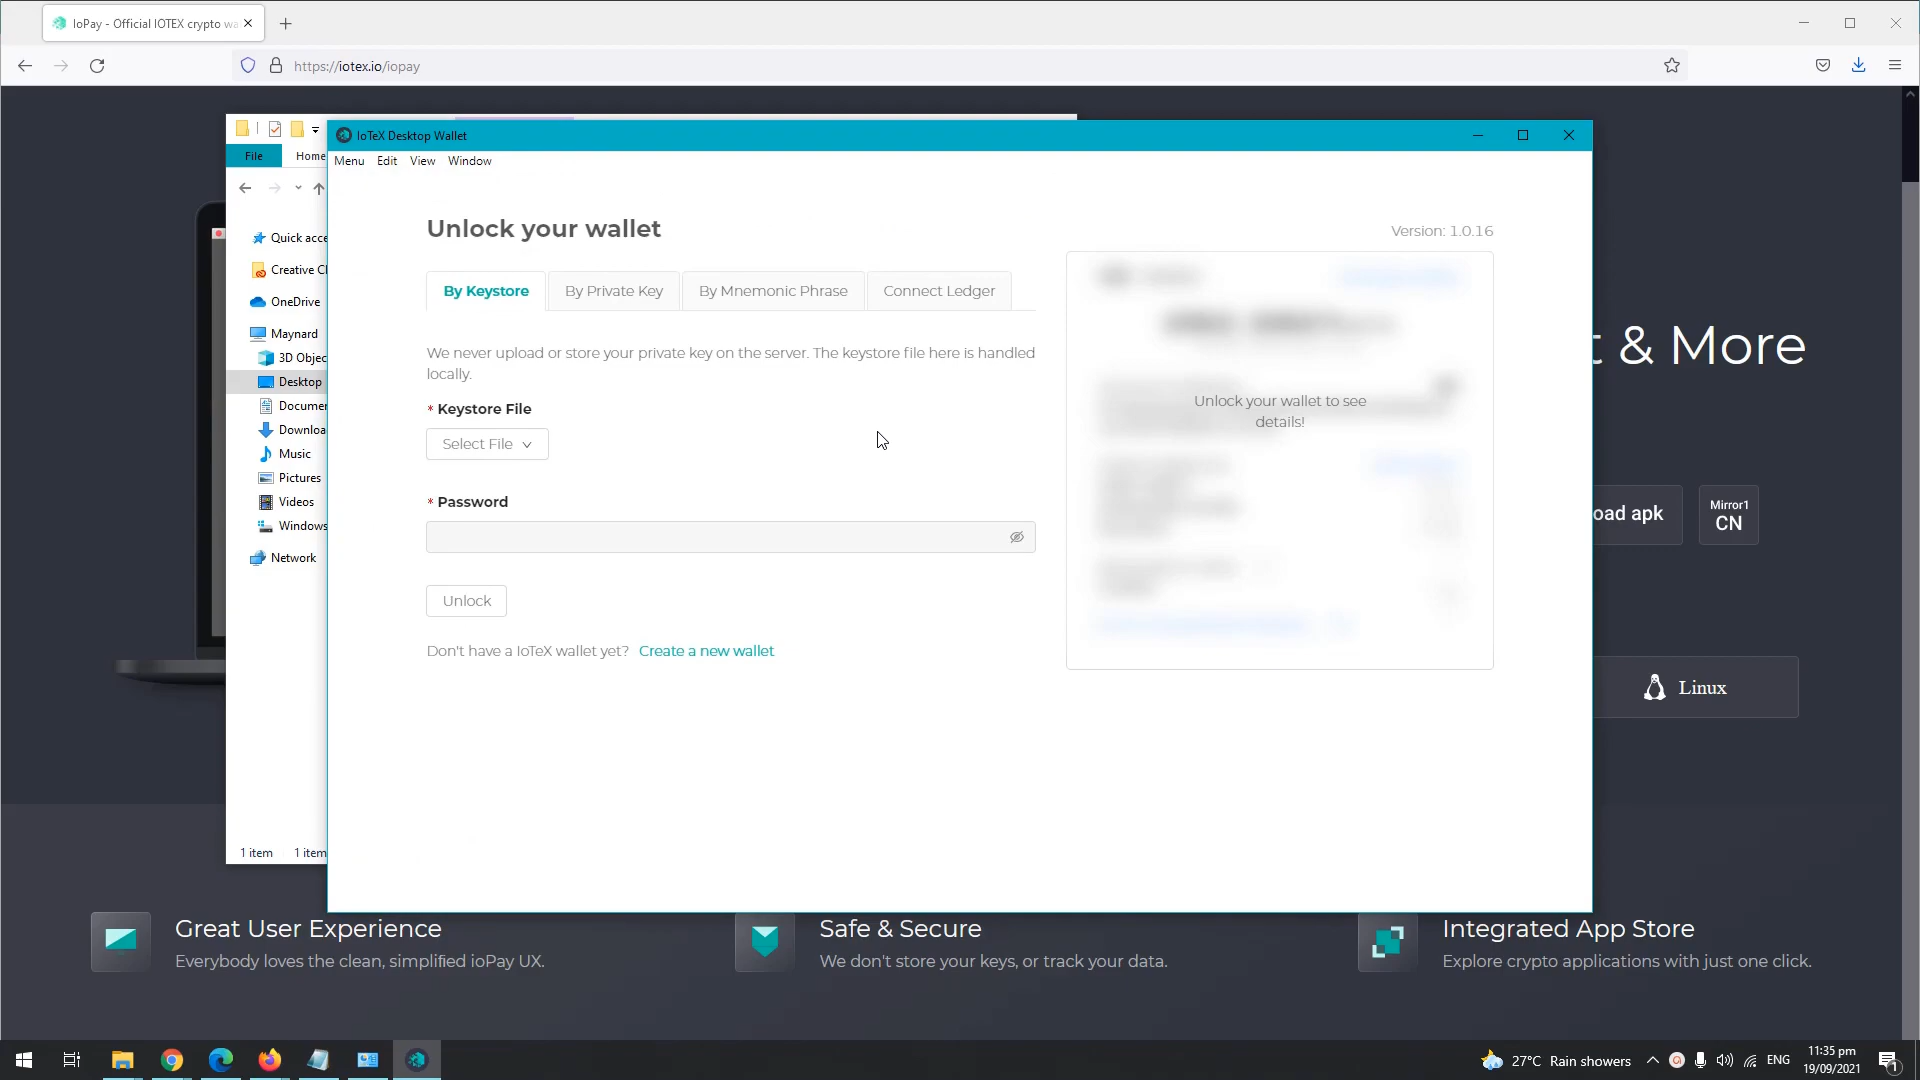 IoPay - Official IOTEX crypto wa
https://iotex.io/iopay
File
Home
Quick acce
Creative Cl
OneDrive
Maynard
3D Objec
Desktop
Documen
Downloa
Music
Pictures
Videos
Windows
Network
1 item
1 item
IoTeX Desktop Wallet
Menu
Edit
View
Window
Unlock your wallet
Version: 1.0.16
By Keystore
By Private Key
By Mnemonic Phrase
Connect Ledger
We never upload or store your private key on the server. The keystore file here is handled
locally.
* Keystore File
Select File
* Password
Unlock
Don't have a IoTeX wallet yet? Create a new wallet
Unlock your wallet to see
details!
t & More
oad apk
Mirror1
CN
Linux
Great User Experience
Everybody loves the clean, simplified ioPay UX.
Safe & Secure
We don't store your keys, or track your data.
Integrated App Store
Explore crypto applications with just one click.
27°C Rain showers
ENG
11:35 pm
19/09/2021
1